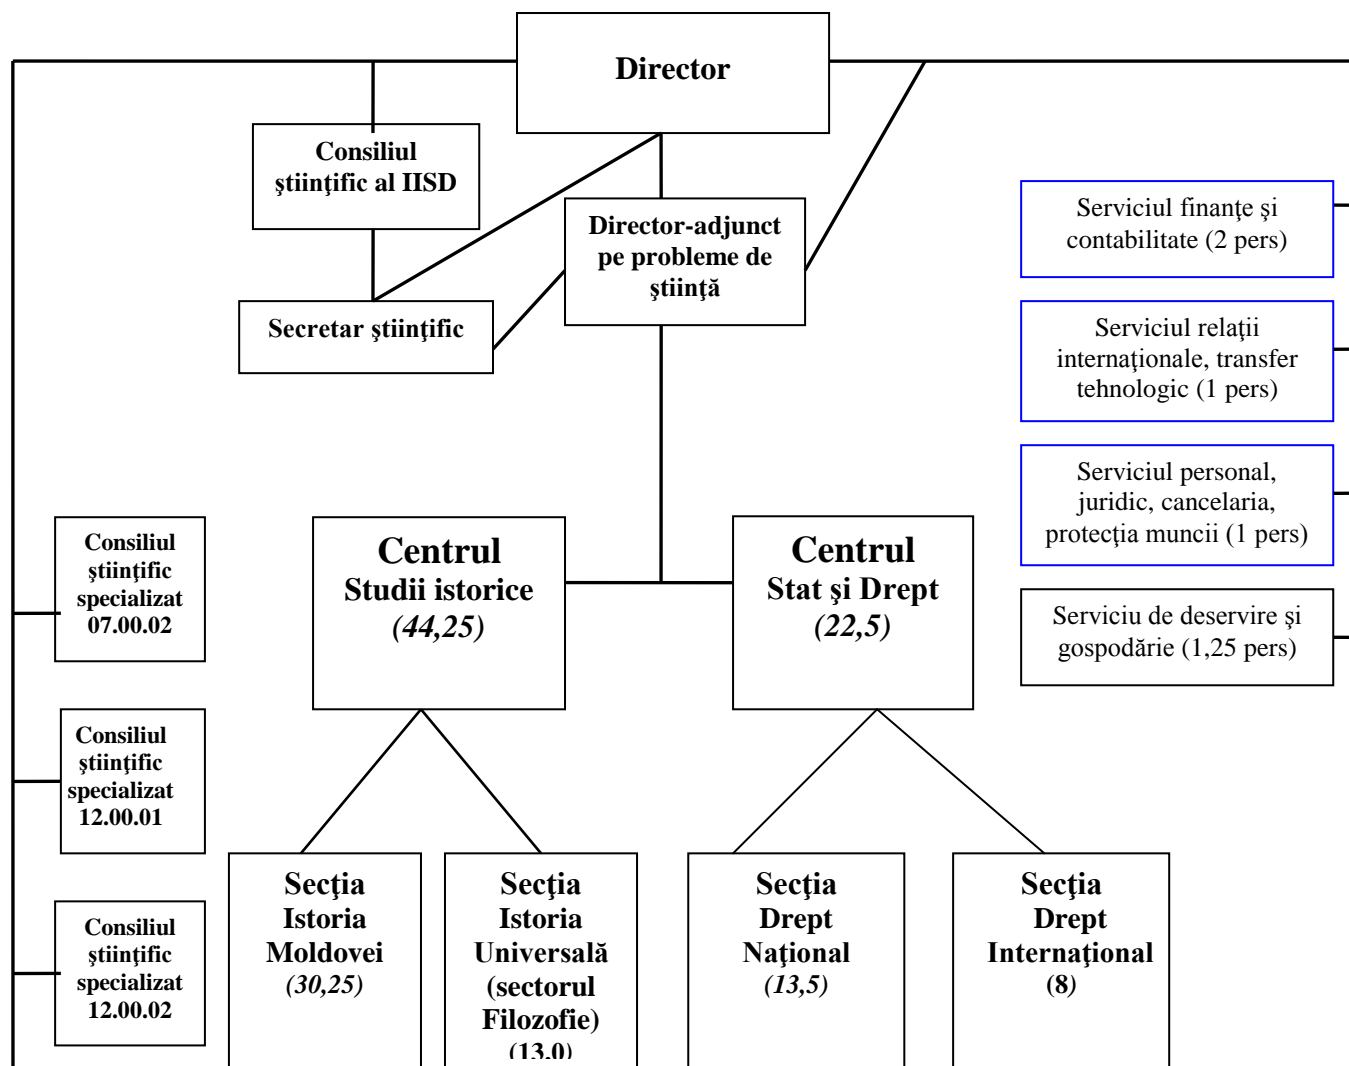 Director
Consiliul
ştiinţific al IISD
Director-adjunct
pe probleme de
ştiinţă
Secretar ştiinţific
Serviciul finanţe şi
contabilitate (2 pers)
Serviciul relaţii
internaţionale, transfer
tehnologic (1 pers)
Serviciul personal,
juridic, cancelaria,
protecţia muncii (1 pers)
Serviciu de deservire şi
gospodărie (1,25 pers)
Consiliul
ştiinţific
specializat
07.00.02
Centrul
Studii istorice
(44,25)
Centrul
Stat şi Drept
(22,5)
Consiliul
ştiinţific
specializat
12.00.01
Consiliul
ştiinţific
specializat
12.00.02
Secţia
Istoria
Moldovei
(30,25)
Secţia
Istoria
Universală
(sectorul
Filozofie)
(13,0)
Secţia
Drept
Naţional
(13,5)
Secţia
Drept
Internaţional
(8)